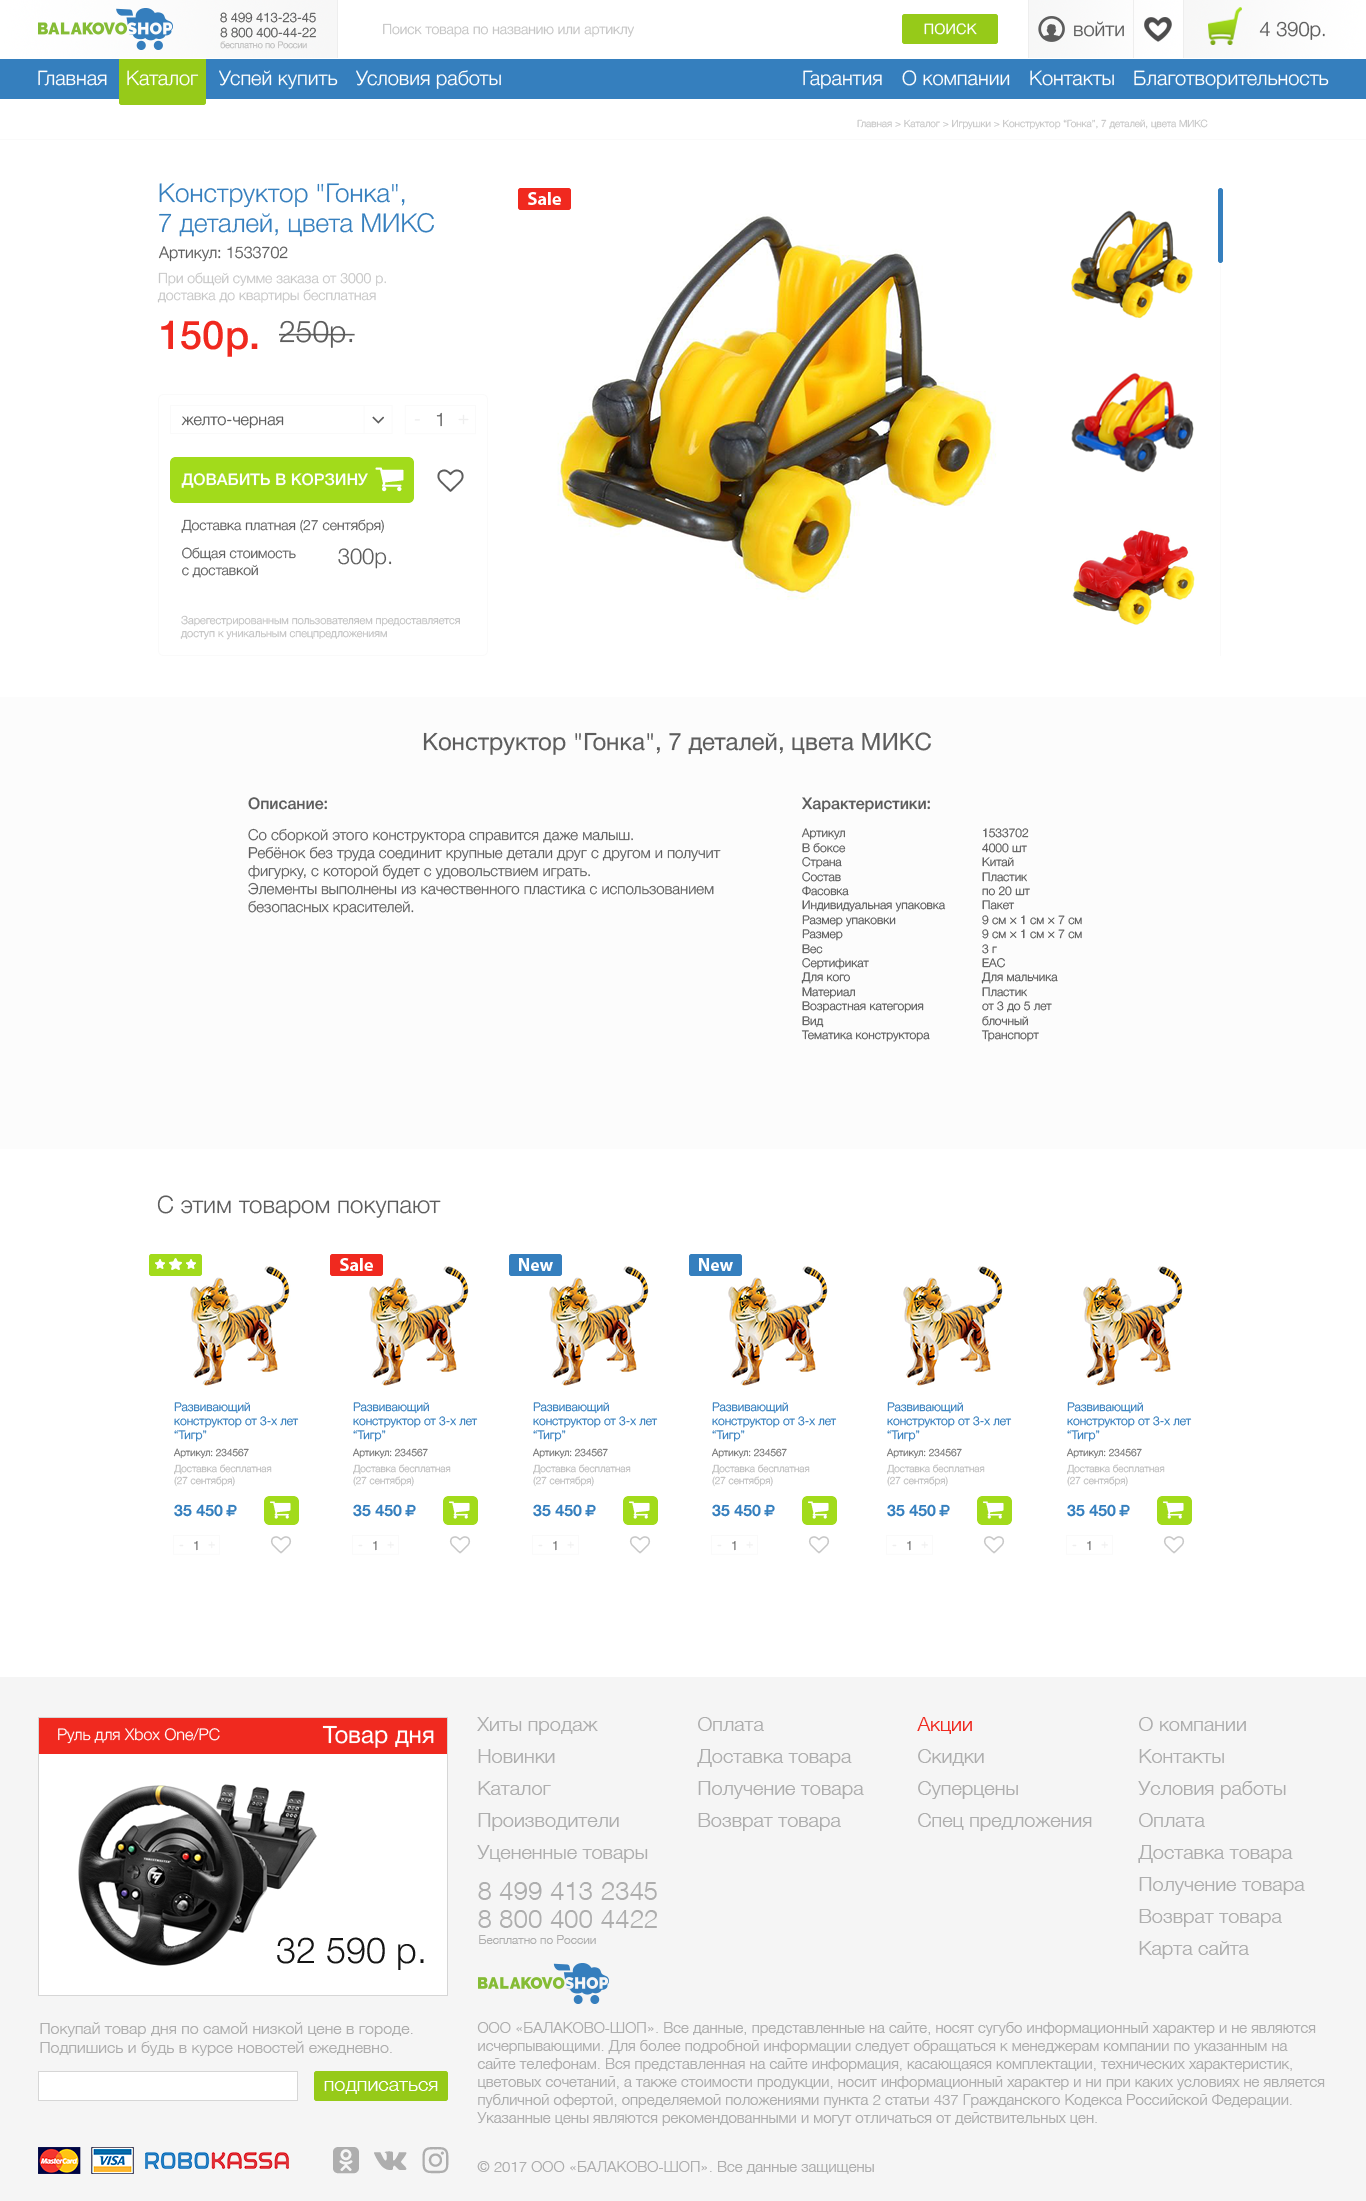 BALAKOVOSHOP
8 499 413-23-45
8 800 400-44-22
бесплатно по России
Поиск товара по названию или артиклу
ПОИСК
войти
4 390р.
Главная Каталог Успей купить Условия работы Гарантия О компании Контакты Благотворительность
Главная > Каталог > Игрушки > Конструктор "Гонка", 7 деталей, цвета МИКС
Конструктор "Гонка",
7 деталей, цвета МИКС
Артикул: 1533702
При общей сумме заказа от 3000 р.
доставка до квартиры бесплатная
150р. 250р.
Sale
желто-черная - 1 +
ДОВАБИТЬ В КОРЗИНУ
Доставка платная (27 сентября)
Общая стоимость
с доставкой
300р.
Зарегестрированным пользователям предоставляется
доступ к уникальным спецпредложениям
Конструктор "Гонка", 7 деталей, цвета МИКС
Описание:
Со сборкой этого конструктора справится даже малыш.
Ребёнок без труда соединит крупные детали друг с другом и получит
фигурку, с которой будет с удовольствием играть.
Элементы выполнены из качественного пластика с использованием
безопасных красителей.
Характеристики:
Артикул 1533702
В боксе 4000 шт
Страна Китай
Состав Пластик
Фасовка по 20 шт
Индивидуальная упаковка Пакет
Размер упаковки 9 см × 1 см × 7 см
Размер 9 см × 1 см × 7 см
Вес 3 г
Сертификат ЕАС
Для кого Для мальчика
Материал Пластик
Возрастная категория от 3 до 5 лет
Вид блочный
Тематика конструктора Транспорт
С этим товаром покупают
Развивающий
конструктор от 3-х лет
“Тигр”
Артикул: 234567
Доставка бесплатная
(27 сентября)
35 450 ₽
- 1 +
Sale
Развивающий
конструктор от 3-х лет
“Тигр”
Артикул: 234567
Доставка бесплатная
(27 сентября)
35 450 ₽
- 1 +
New
Развивающий
конструктор от 3-х лет
“Тигр”
Артикул: 234567
Доставка бесплатная
(27 сентября)
35 450 ₽
- 1 +
New
Развивающий
конструктор от 3-х лет
“Тигр”
Артикул: 234567
Доставка бесплатная
(27 сентября)
35 450 ₽
- 1 +
Развивающий
конструктор от 3-х лет
“Тигр”
Артикул: 234567
Доставка бесплатная
(27 сентября)
35 450 ₽
- 1 +
Развивающий
конструктор от 3-х лет
“Тигр”
Артикул: 234567
Доставка бесплатная
(27 сентября)
35 450 ₽
- 1 +
Руль для Xbox One/PC Товар дня
32 590 р.
Покупай товар дня по самой низкой цене в городе.
Подпишись и будь в курсе новостей ежедневно.
подписаться
MasterCard VISA ROBOKASSA
Хиты продаж
Новинки
Каталог
Производители
Уцененные товары
8 499 413 2345
8 800 400 4422
Бесплатно по России
Оплата
Доставка товара
Получение товара
Возврат товара
Акции
Скидки
Суперцены
Спец предложения
О компании
Контакты
Условия работы
Оплата
Доставка товара
Получение товара
Возврат товара
Карта сайта
BALAKOVOSHOP
ООО «БАЛАКОВО-ШОП». Все данные, представленные на сайте, носят сугубо информационный характер и не являются
исчерпывающими. Для более подробной информации следует обращаться к менеджерам компании по указанным на
сайте телефонам. Вся представленная на сайте информация, касающаяся комплектации, технических характеристик,
цветовых сочетаний, а также стоимости продукции, носит информационный характер и ни при каких условиях не является
публичной офертой, определяемой положениями пункта 2 статьи 437 Гражданского Кодекса Российской Федерации.
Указанные цены являются рекомендованными и могут отличаться от действительных цен.
© 2017 ООО «БАЛАКОВО-ШОП». Все данные защищены